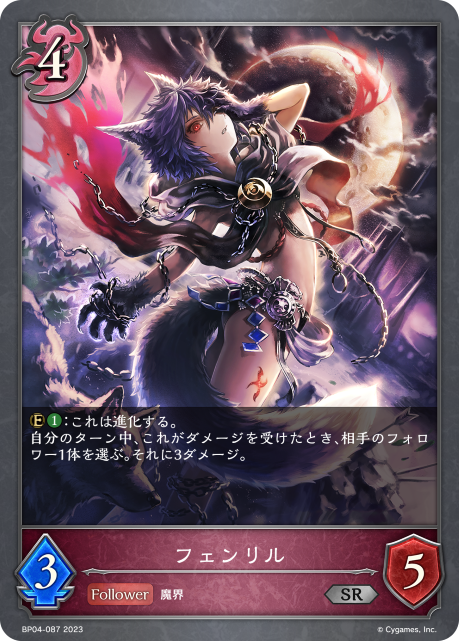 4
E 1：これは進化する。
自分のターン中、これがダメージを受けたとき、相手のフォロ
ワー1体を選ぶ。それに3ダメージ。
フェンリル
3
Follower 魔界
SR
5
BP04-087 2023
© Cygames, Inc.